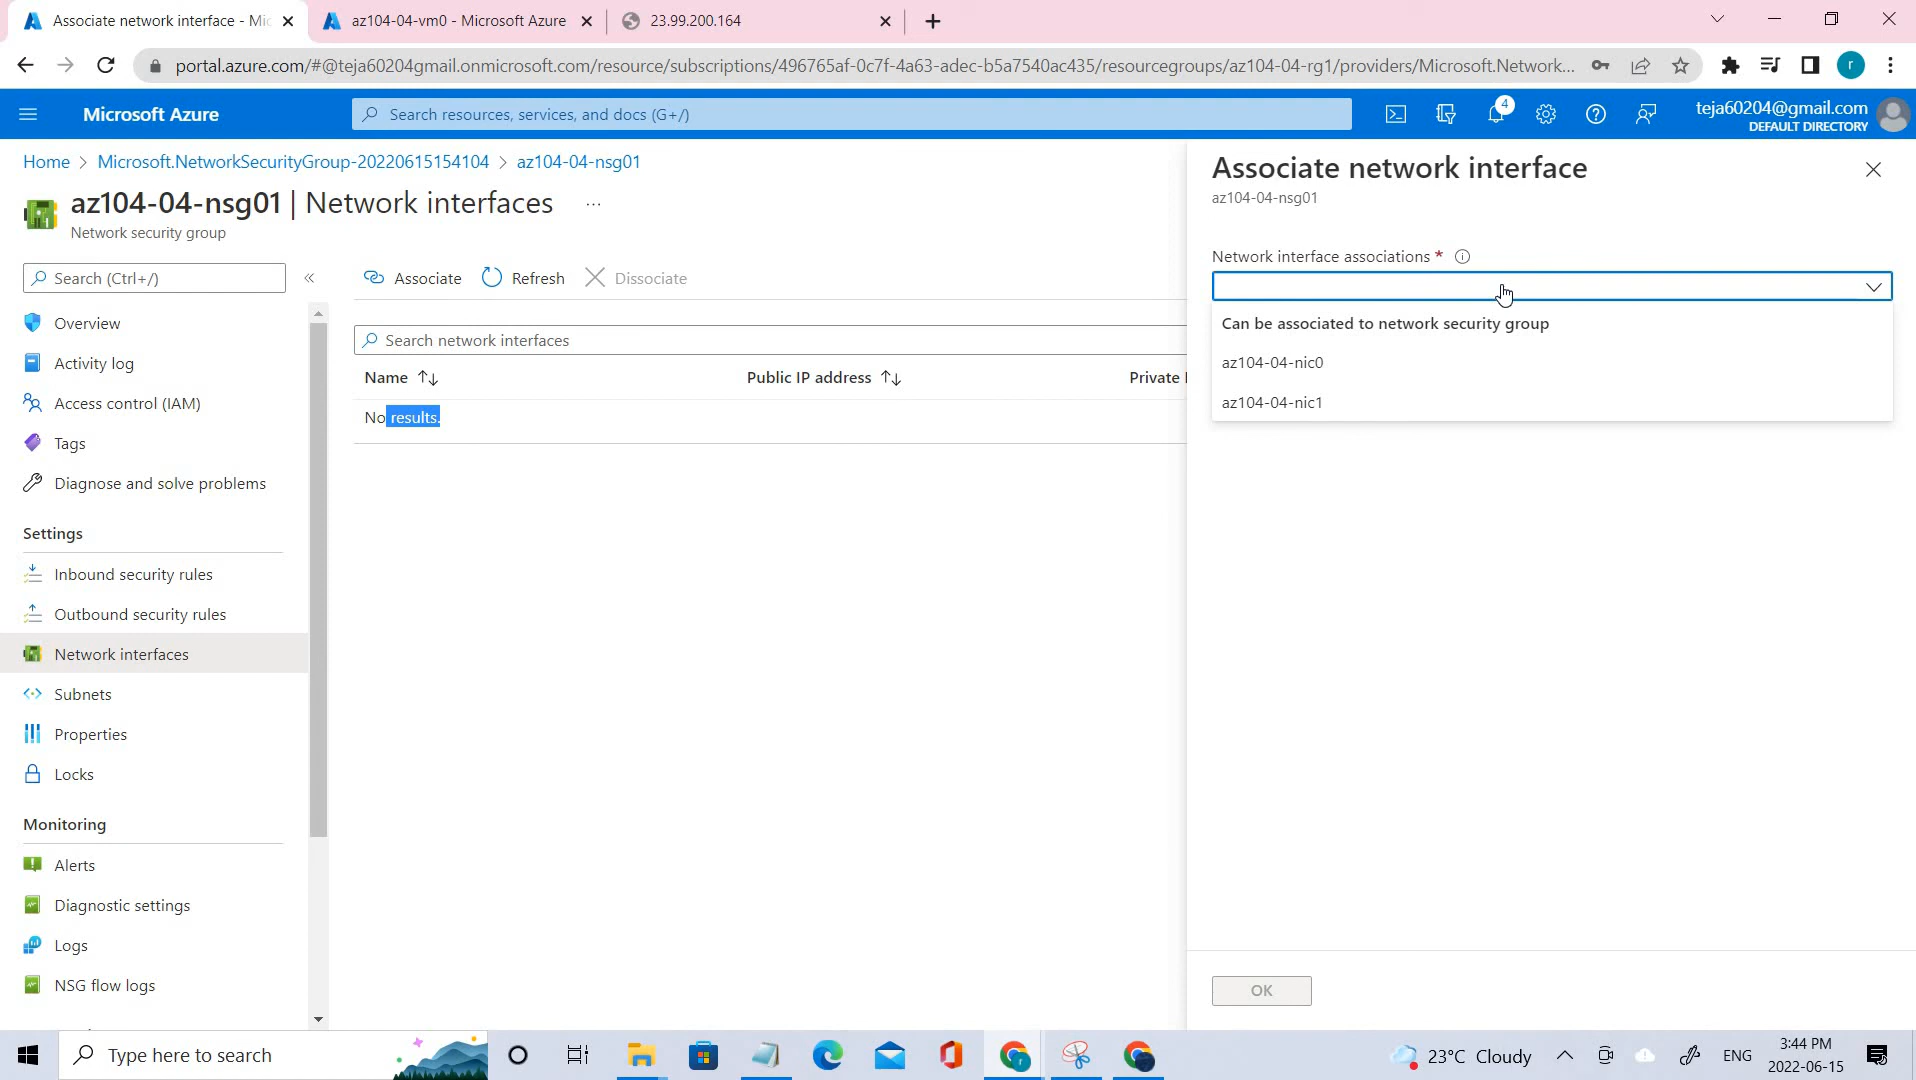 Associate network interface - Mic
az104-04-vm0 - Microsoft Azure
23.99.200.164
portal.azure.com/#@teja60204gmail.onmicrosoft.com/resource/subscriptions/496765af-0c7f-4a63-adec-b5a7540ac435/resourcegroups/az104-04-rg1/providers/Microsoft.Network...
r
Microsoft Azure
Search resources, services, and docs (G+/)
4
teja60204@gmail.com
DEFAULT DIRECTORY
Home > Microsoft.NetworkSecurityGroup-20220615154104 > az104-04-nsg01
az104-04-nsg01 | Network interfaces ...
Network security group
Search (Ctrl+/)
«
Overview
Activity log
Access control (IAM)
Tags
Diagnose and solve problems
Settings
Inbound security rules
Outbound security rules
Network interfaces
Subnets
Properties
Locks
Monitoring
Alerts
Diagnostic settings
Logs
NSG flow logs
Associate
Refresh
Dissociate
Search network interfaces
Name
Public IP address
Private
No results.
Associate network interface
az104-04-nsg01
Network interface associations *
Can be associated to network security group
az104-04-nic0
az104-04-nic1
OK
Type here to search
23°C Cloudy
ENG
3:44 PM
2022-06-15